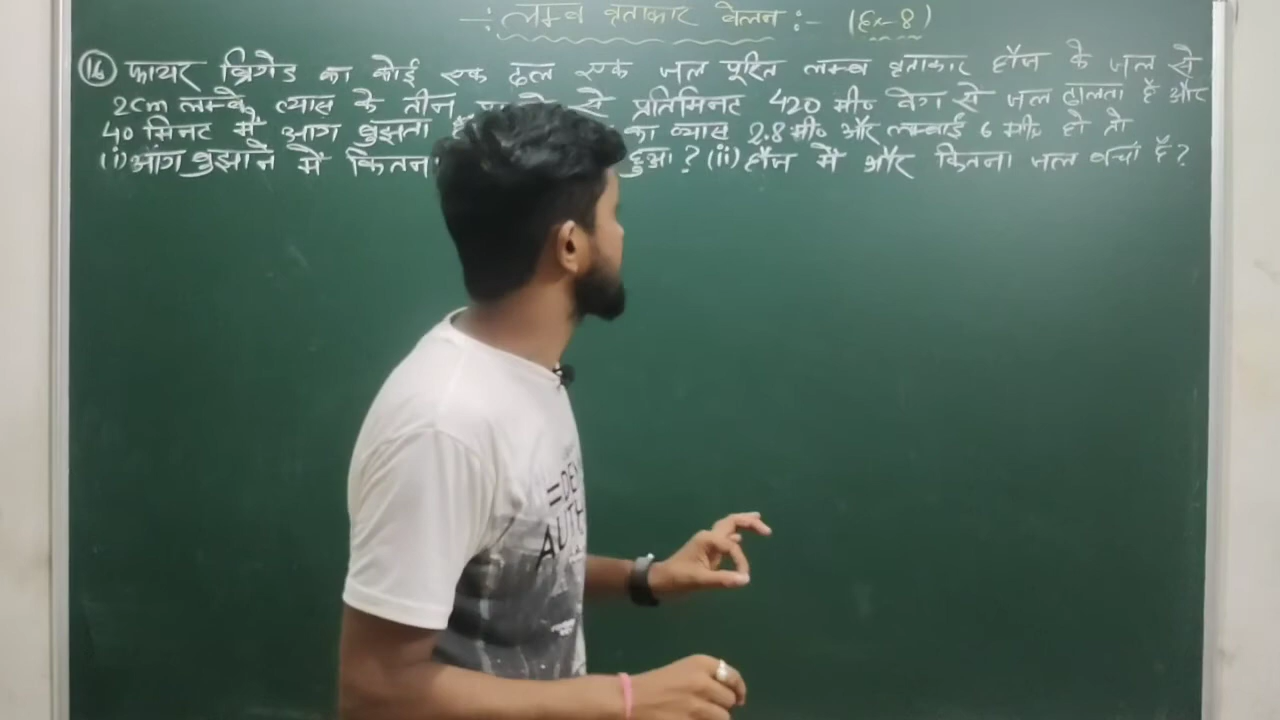 -: लम्ब वृताकार बेलन :- (Ex-8)
(16) फायर ब्रिगेड का कोई एक दल एक जल पूरित लम्ब वृताकार हौज के जल से
2cm लम्बे व्यास के तीन से प्रतिमिनट 420 मी० वेग से जल ढालता है और
40 मिनट में आग बुझता का व्यास 2.8 मी० और लम्बाई 6 मी० हो तो
(i) आग बुझाने में कितन हुआ? (ii) हौज में और कितना जल बचा है?
AUTH